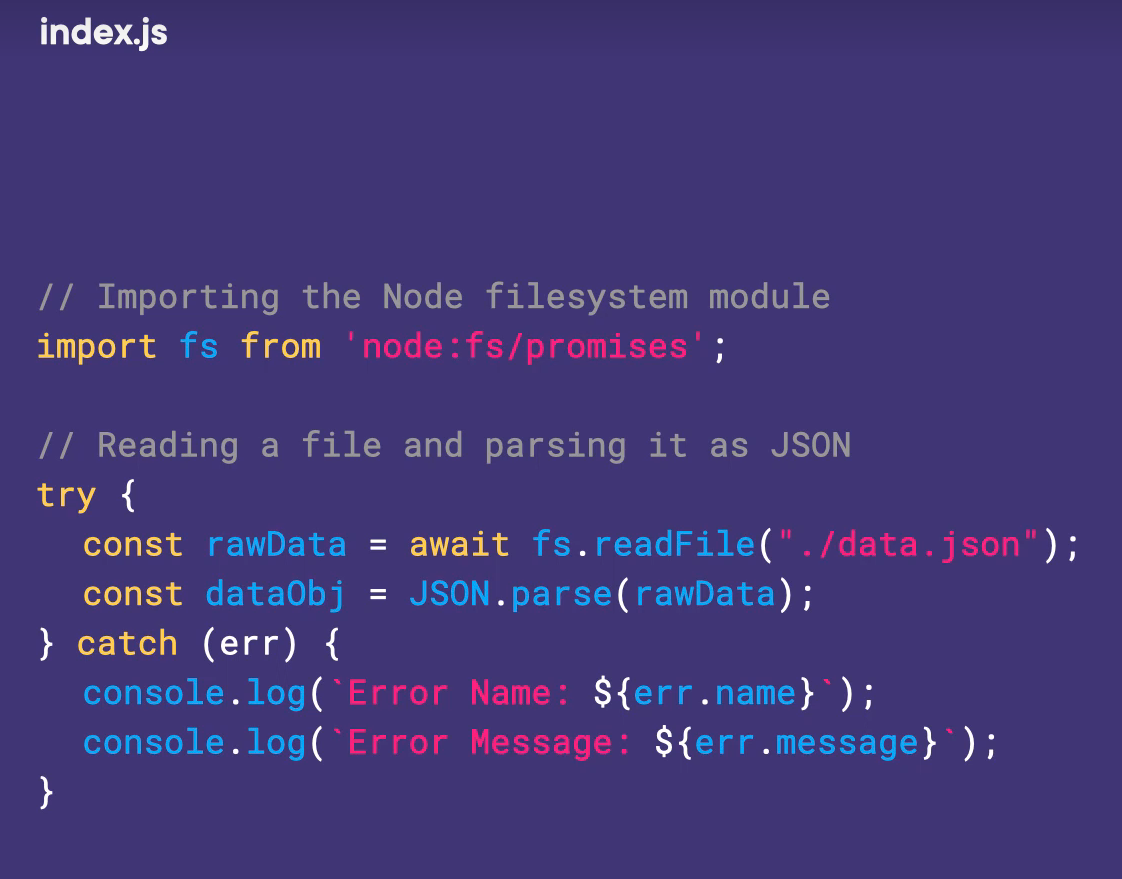 index.js
// Importing the Node filesystem module
import fs from 'node:fs/promises';
// Reading a file and parsing it as JSON
try {
const rawData = await fs.readFile("./data.json");
const dataObj = JSON.parse(rawData);
} catch (err) {
console.log(`Error Name: ${err.name}`);
console.log(`Error Message: ${err.message}`);
}